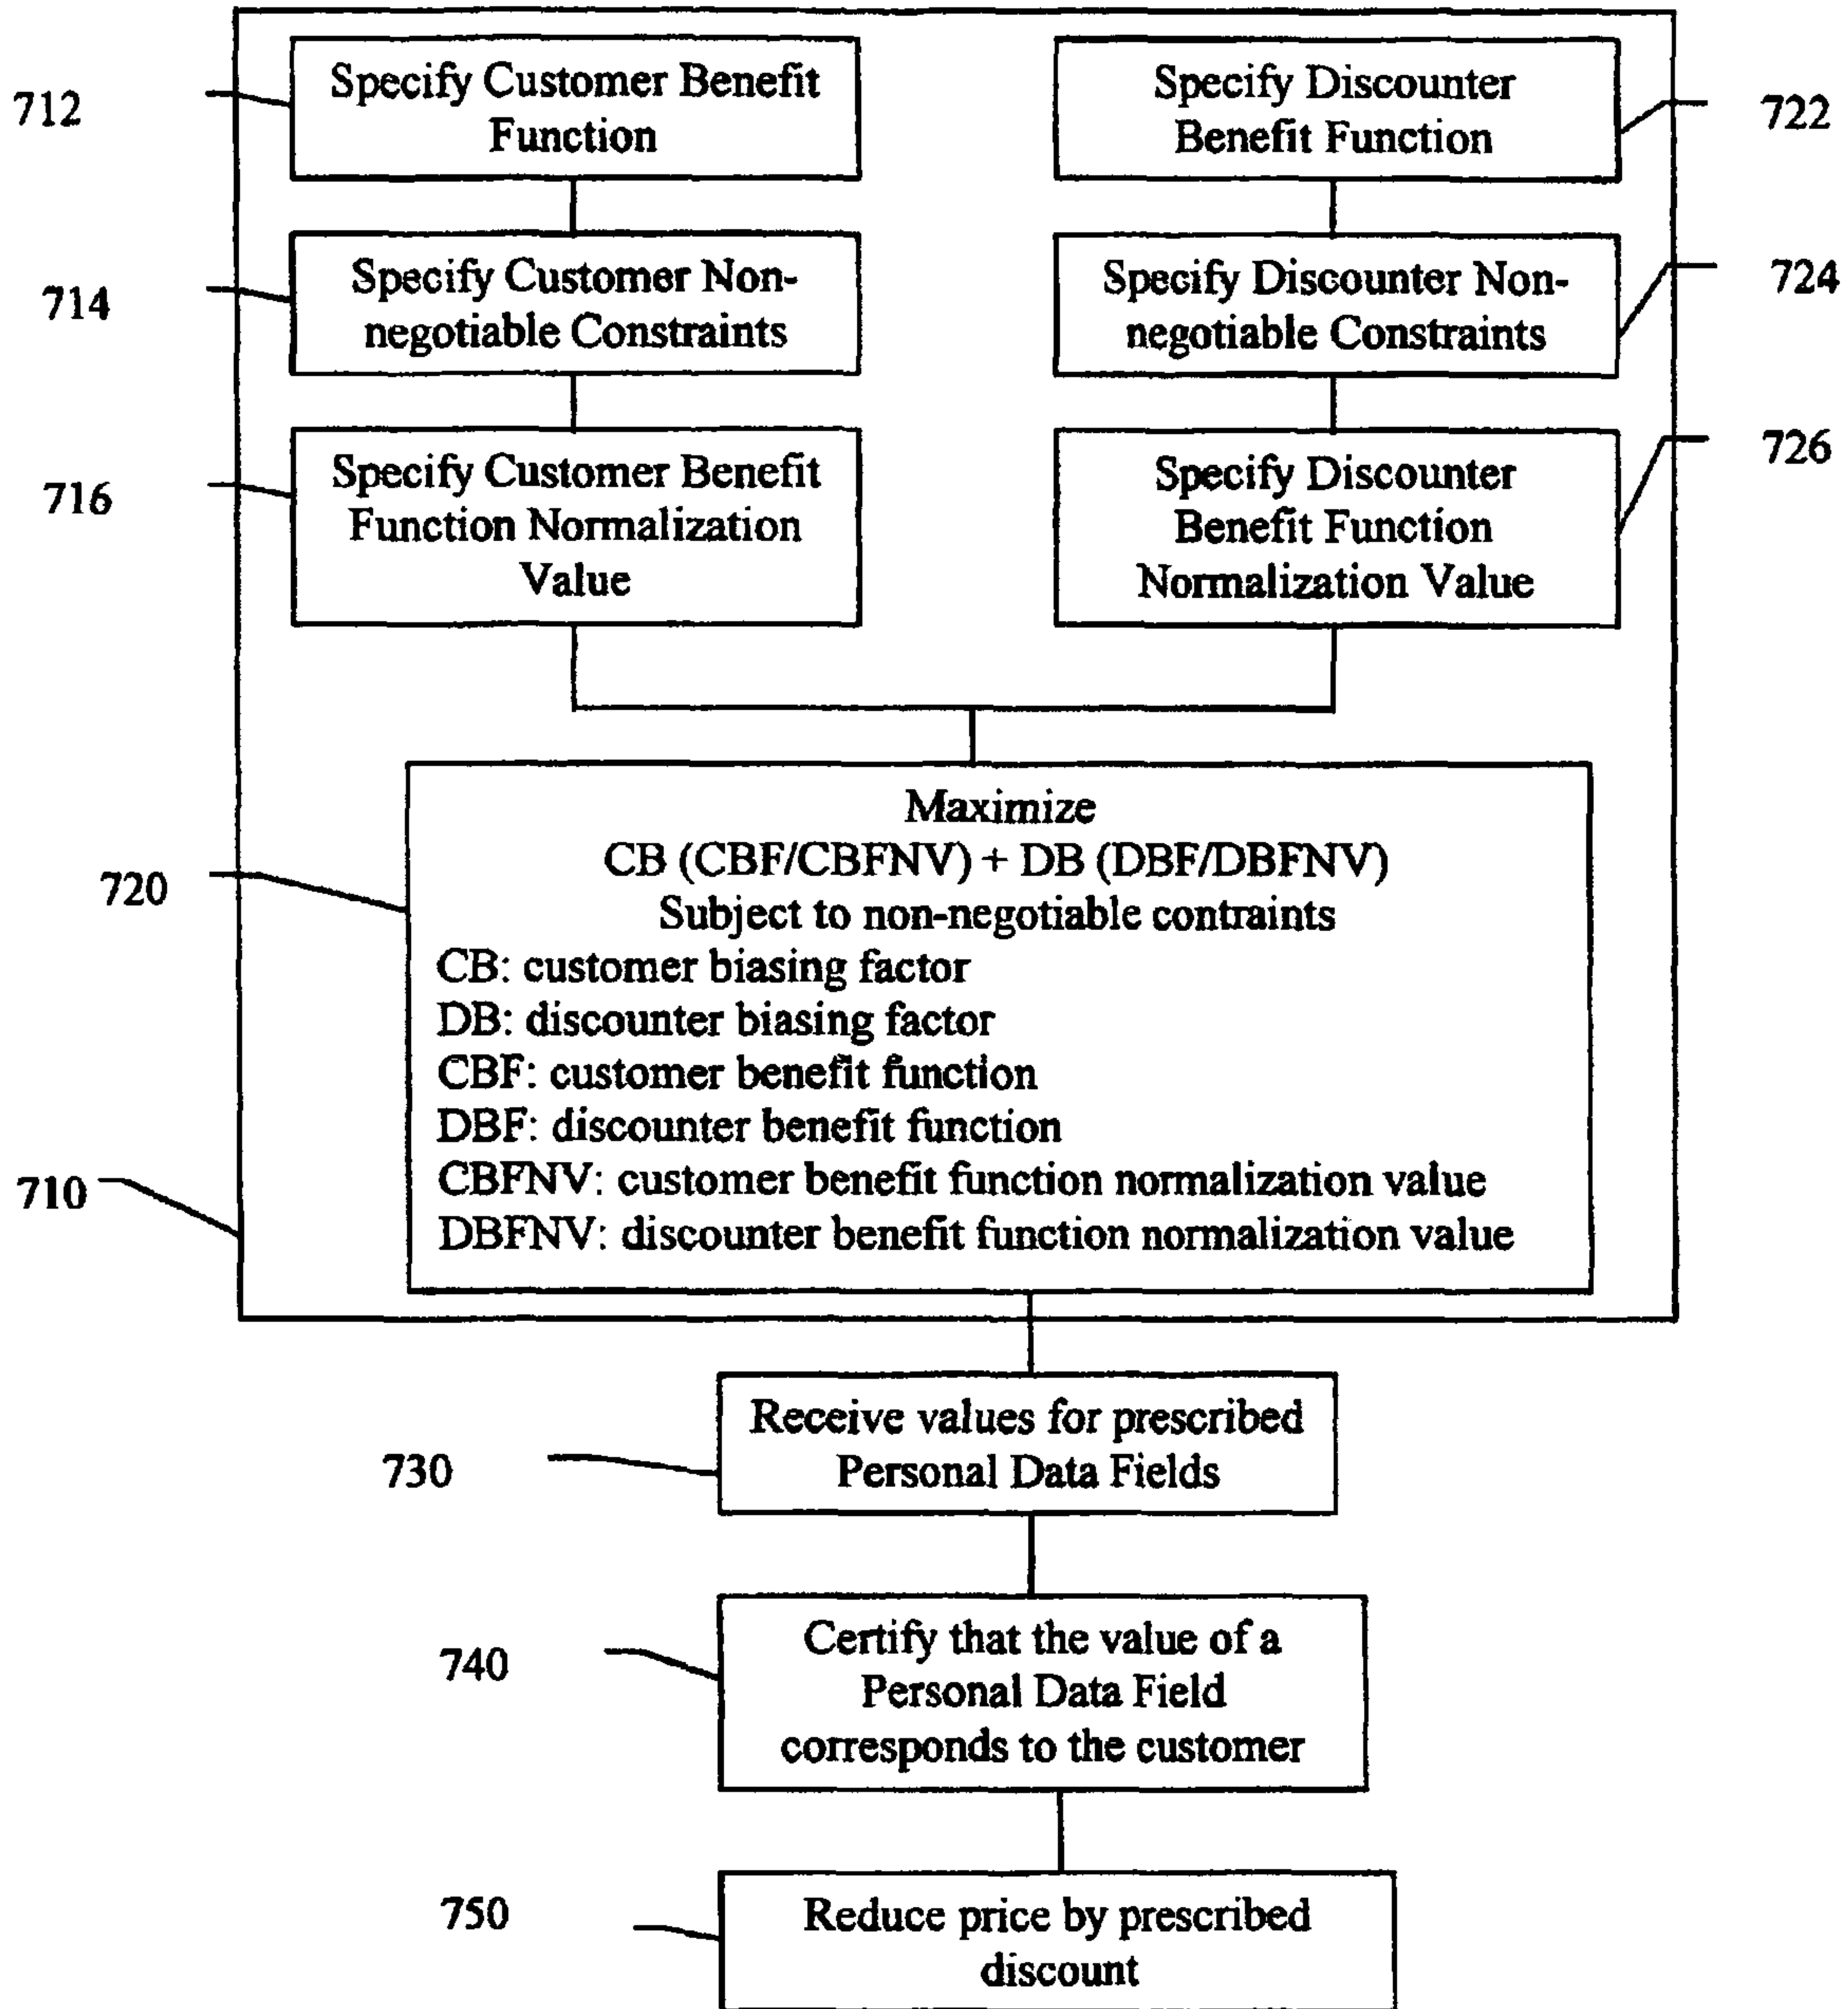 712
Specify Customer Benefit
Function
Specify Discounter
Benefit Function
722
714
Specify Customer Non-
negotiable Constraints
Specify Discounter Non-
negotiable Constraints
724
716
Specify Customer Benefit
Function Normalization
Value
Specify Discounter
Benefit Function
Normalization Value
726
720
Maximize
CB (CBF/CBFNV) + DB (DBF/DBFNV)
Subject to non-negotiable contraints
CB: customer biasing factor
DB: discounter biasing factor
CBF: customer benefit function
DBF: discounter benefit function
CBFNV: customer benefit function normalization value
DBFNV: discounter benefit function normalization value
710
730
Receive values for prescribed
Personal Data Fields
740
Certify that the value of a
Personal Data Field
corresponds to the customer
750
Reduce price by prescribed
discount